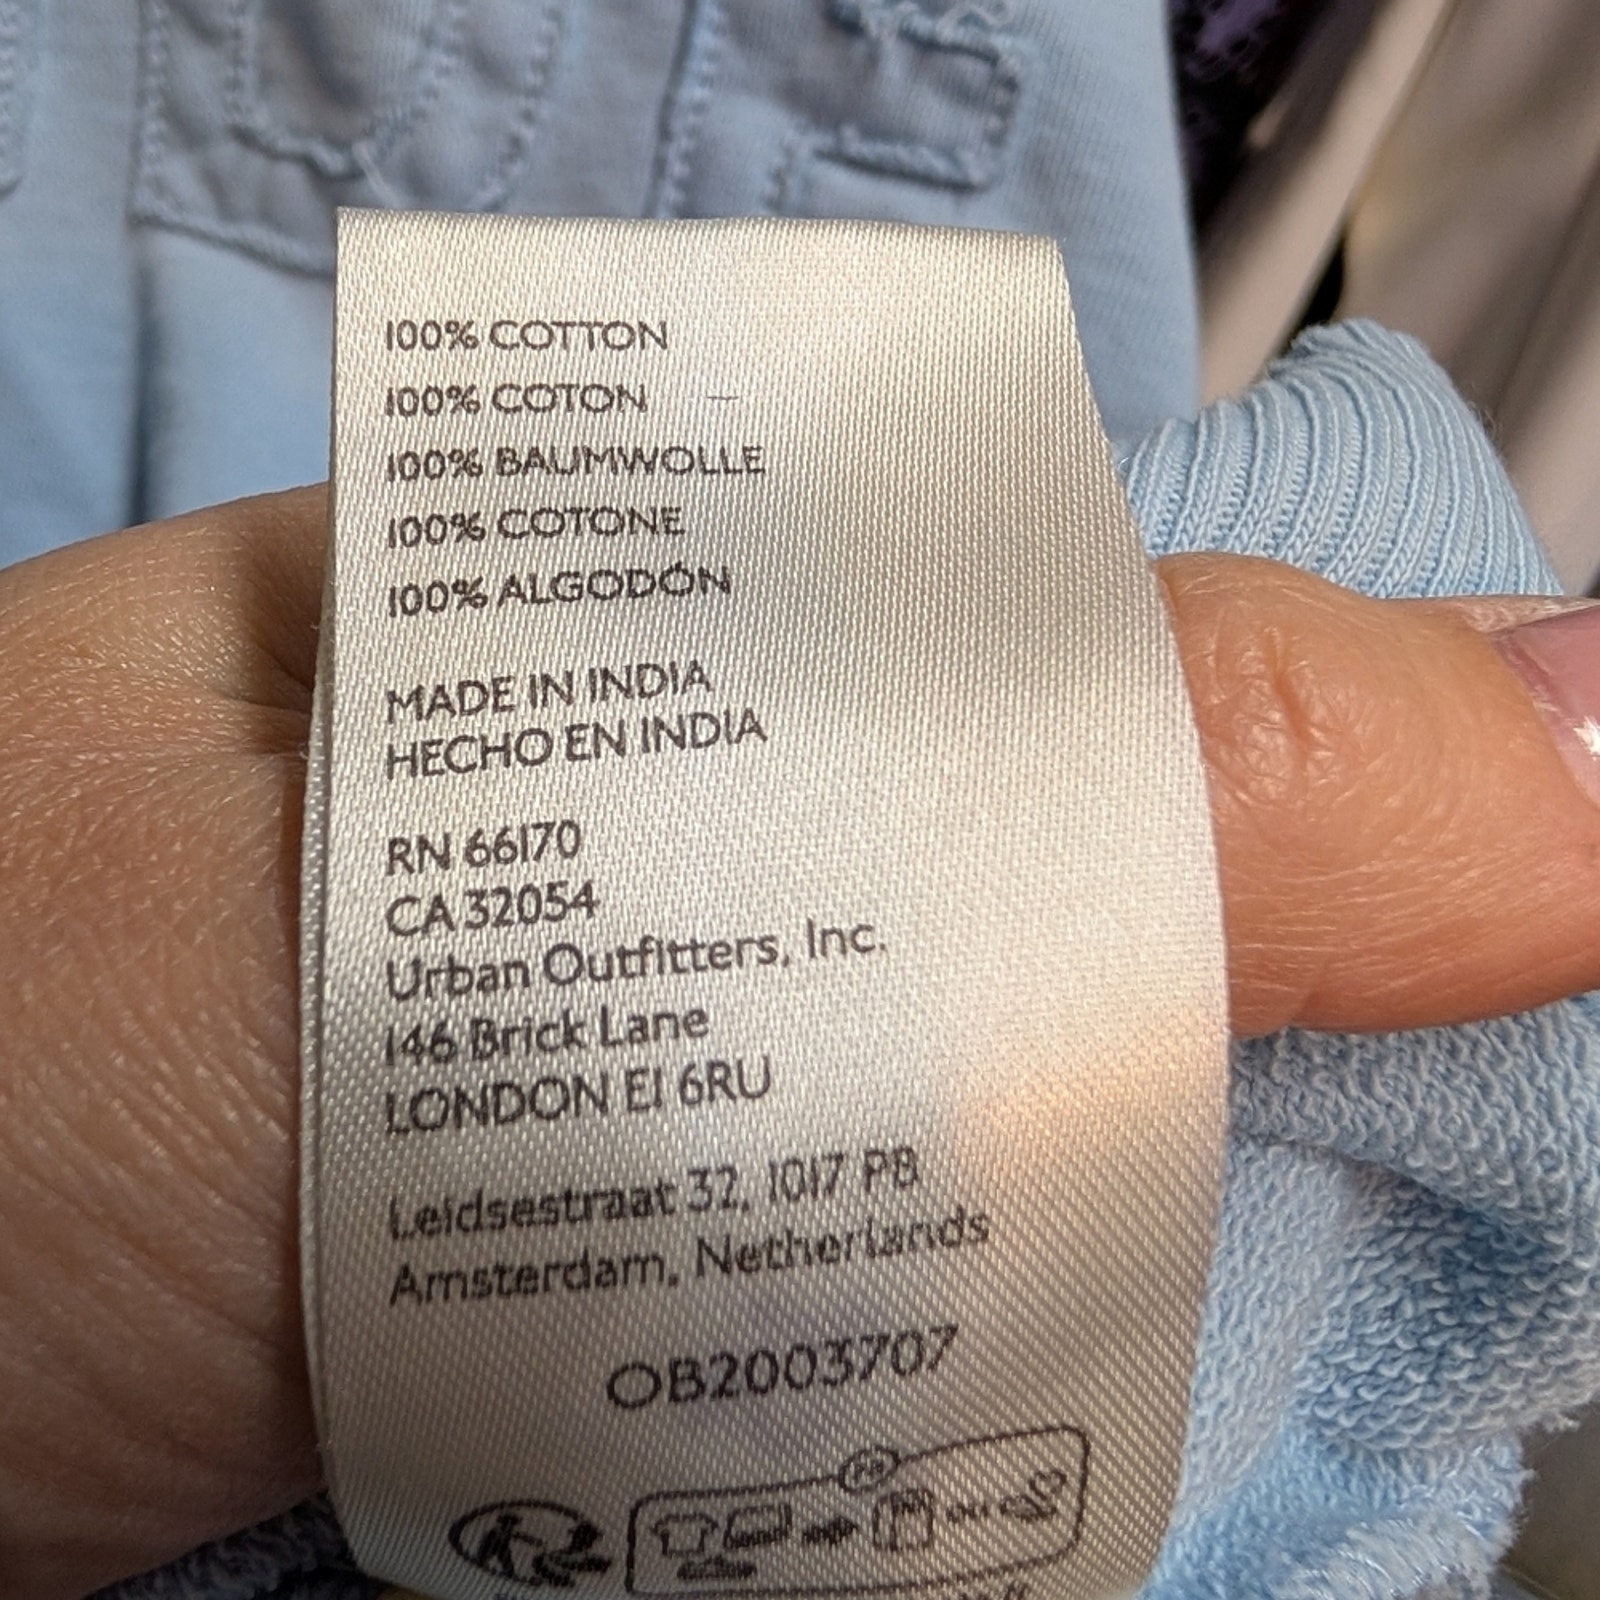 100% COTTON
100% COTON
100% BAUMWOLLE
100% COTONE
100% ALGODÓN
MADE IN INDIA
HECHO EN INDIA
RN 66170
CA 32054
Urban Outfitters, Inc.
146 Brick Lane
LONDON E1 6RU
Leidsestraat 32, 1017 PB
Amsterdam, Netherlands
OB2003707
FR